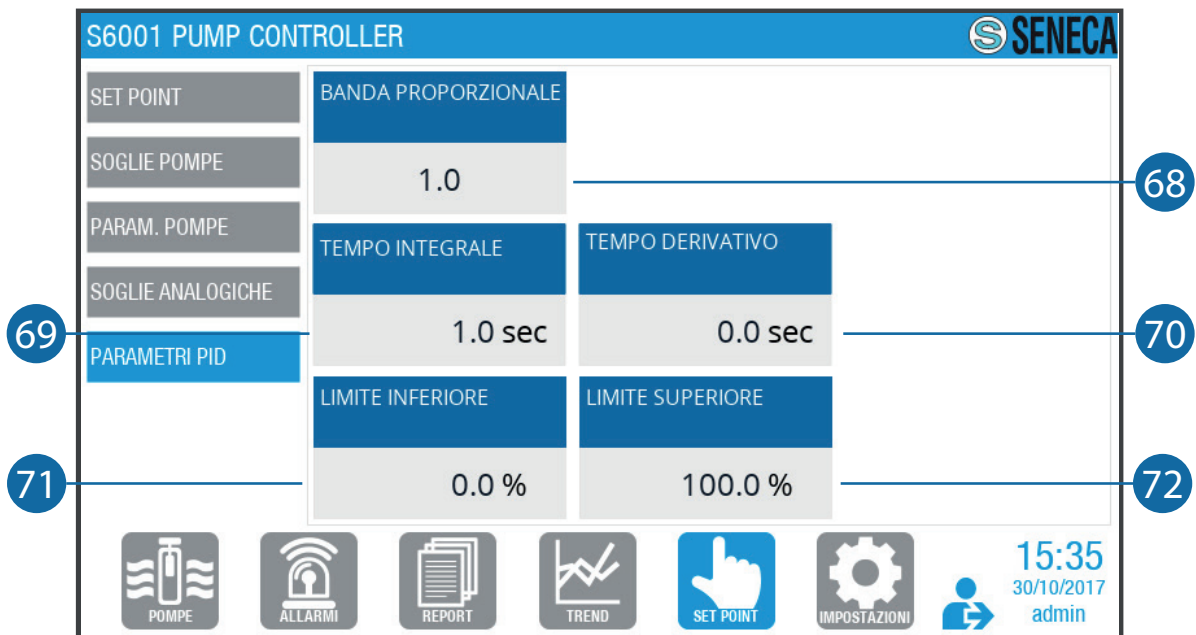 S6001 PUMP CONTROLLER
S SENECA
SET POINT
SOGLIE POMPE
PARAM. POMPE
SOGLIE ANALOGICHE
PARAMETRI PID
BANDA PROPORZIONALE
1.0
68
TEMPO INTEGRALE
1.0 sec
69
TEMPO DERIVATIVO
0.0 sec
70
LIMITE INFERIORE
0.0 %
71
LIMITE SUPERIORE
100.0 %
72
POMPE
ALLARMI
REPORT
TREND
SET POINT
IMPOSTAZIONI
15:35
30/10/2017
admin